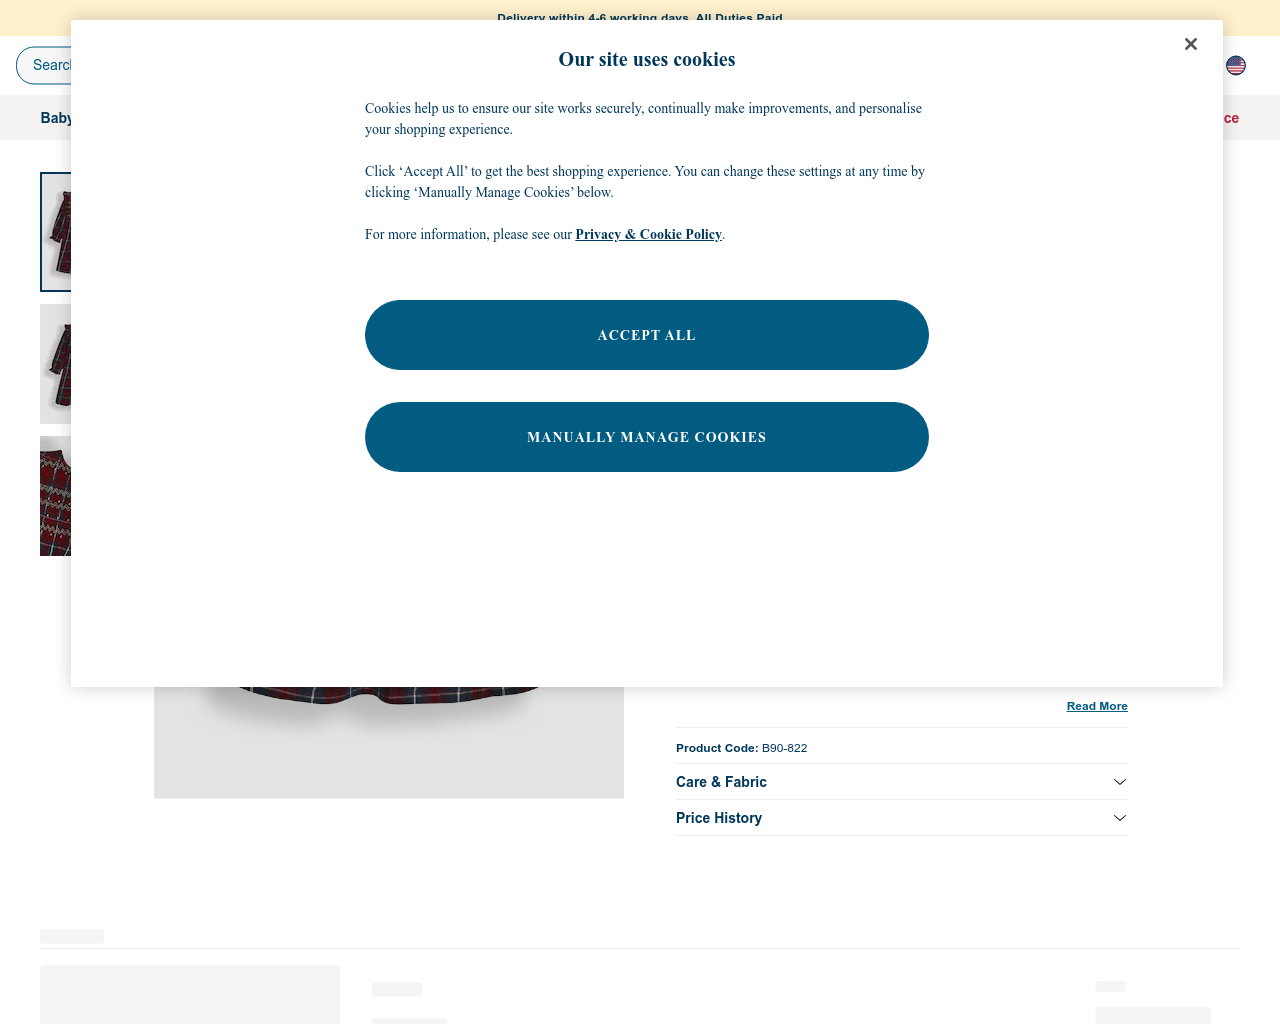 Delivery within 4-6 working days. All Duties Paid
Search
Baby
ce
Our site uses cookies
Cookies help us to ensure our site works securely, continually make improvements, and personalise
your shopping experience.
Click ‘Accept All’ to get the best shopping experience. You can change these settings at any time by
clicking ‘Manually Manage Cookies’ below.
For more information, please see our Privacy & Cookie Policy.
ACCEPT ALL
MANUALLY MANAGE COOKIES
Read More
Product Code: B90-822
Care & Fabric
Price History